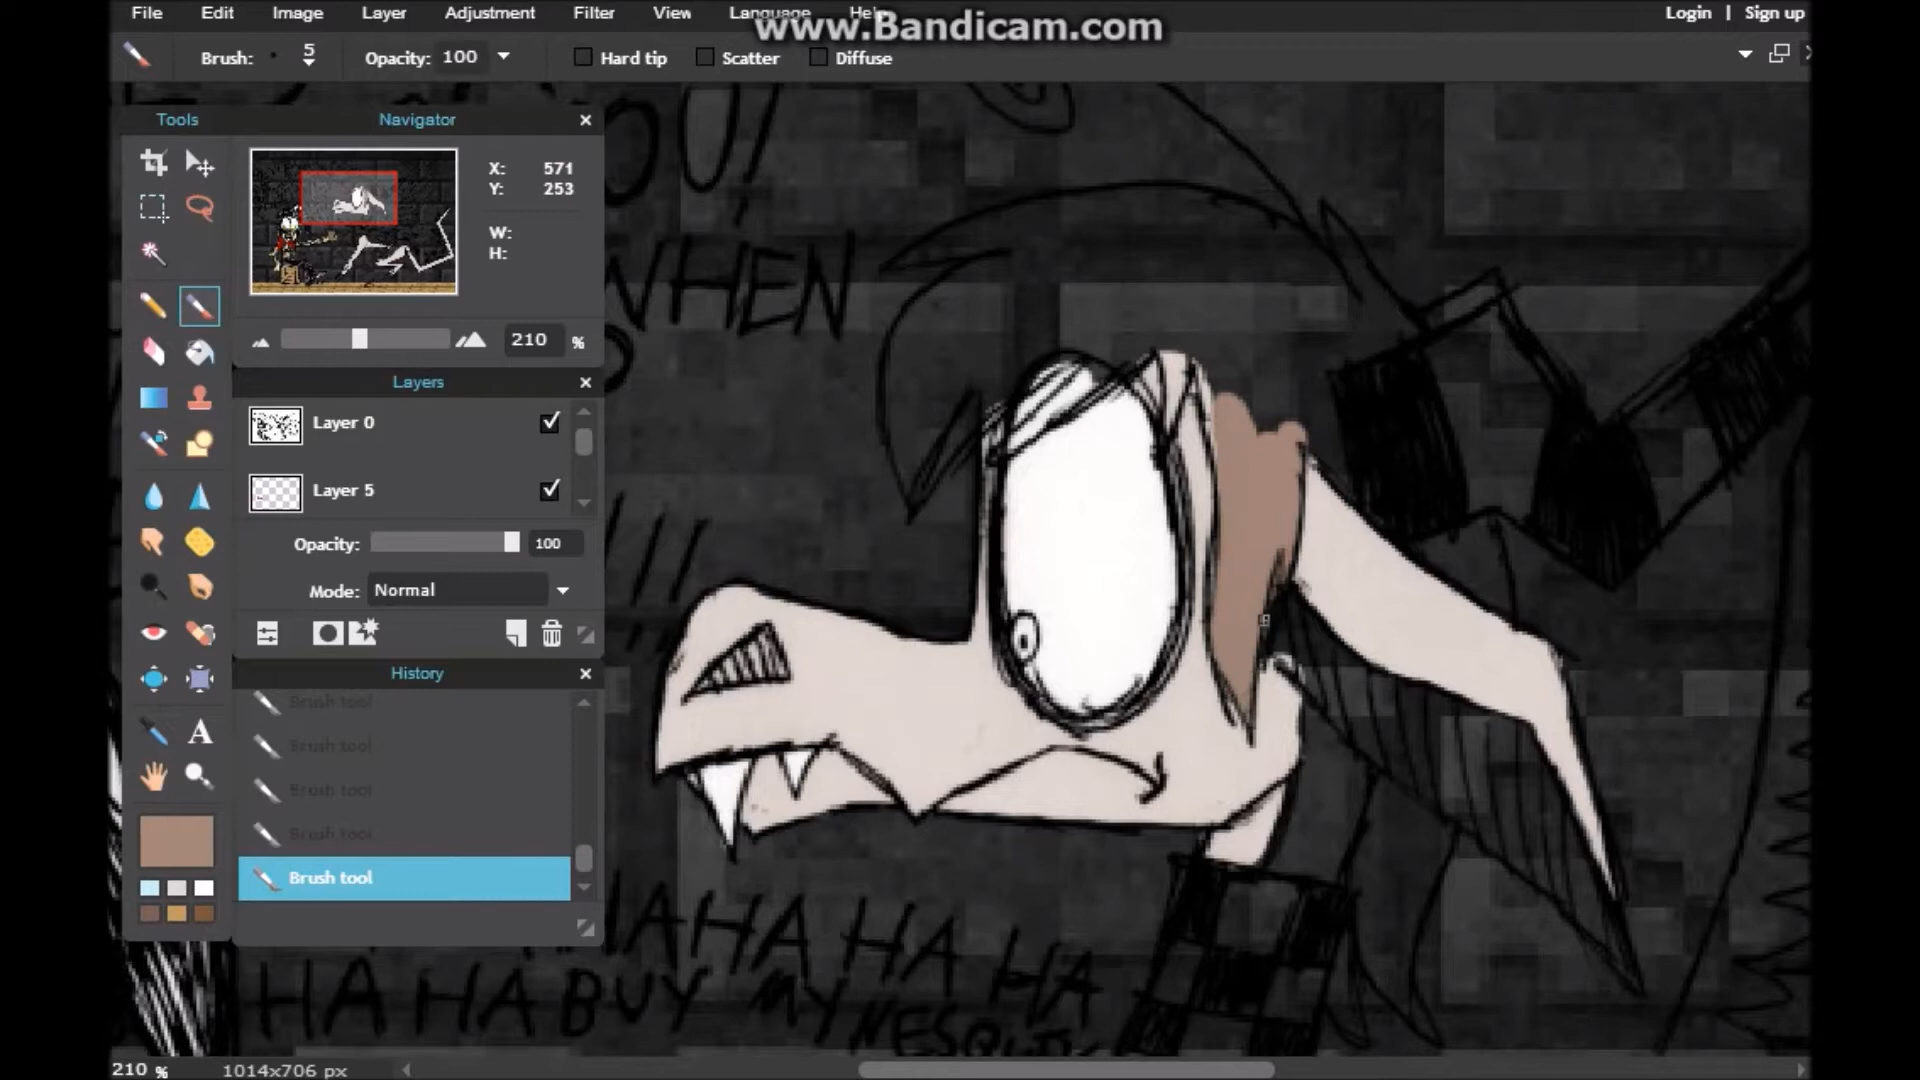 File Edit Image Layer Adjustment Filter View Language Help Login | Sign up
www.Bandicam.com
Brush: 5 Opacity: 100 Hard tip Scatter Diffuse
Tools
Navigator
X: 571
Y: 253
W:
H:
210 %
Layers
Layer 0
Layer 5
Opacity: 100
Mode: Normal
History
Brush tool
Brush tool
Brush tool
Brush tool
Brush tool
OO!
WHEN
!!!
AHAHA HA HA
HA HA BUY MY NESQUIK
210 % 1014x706 px